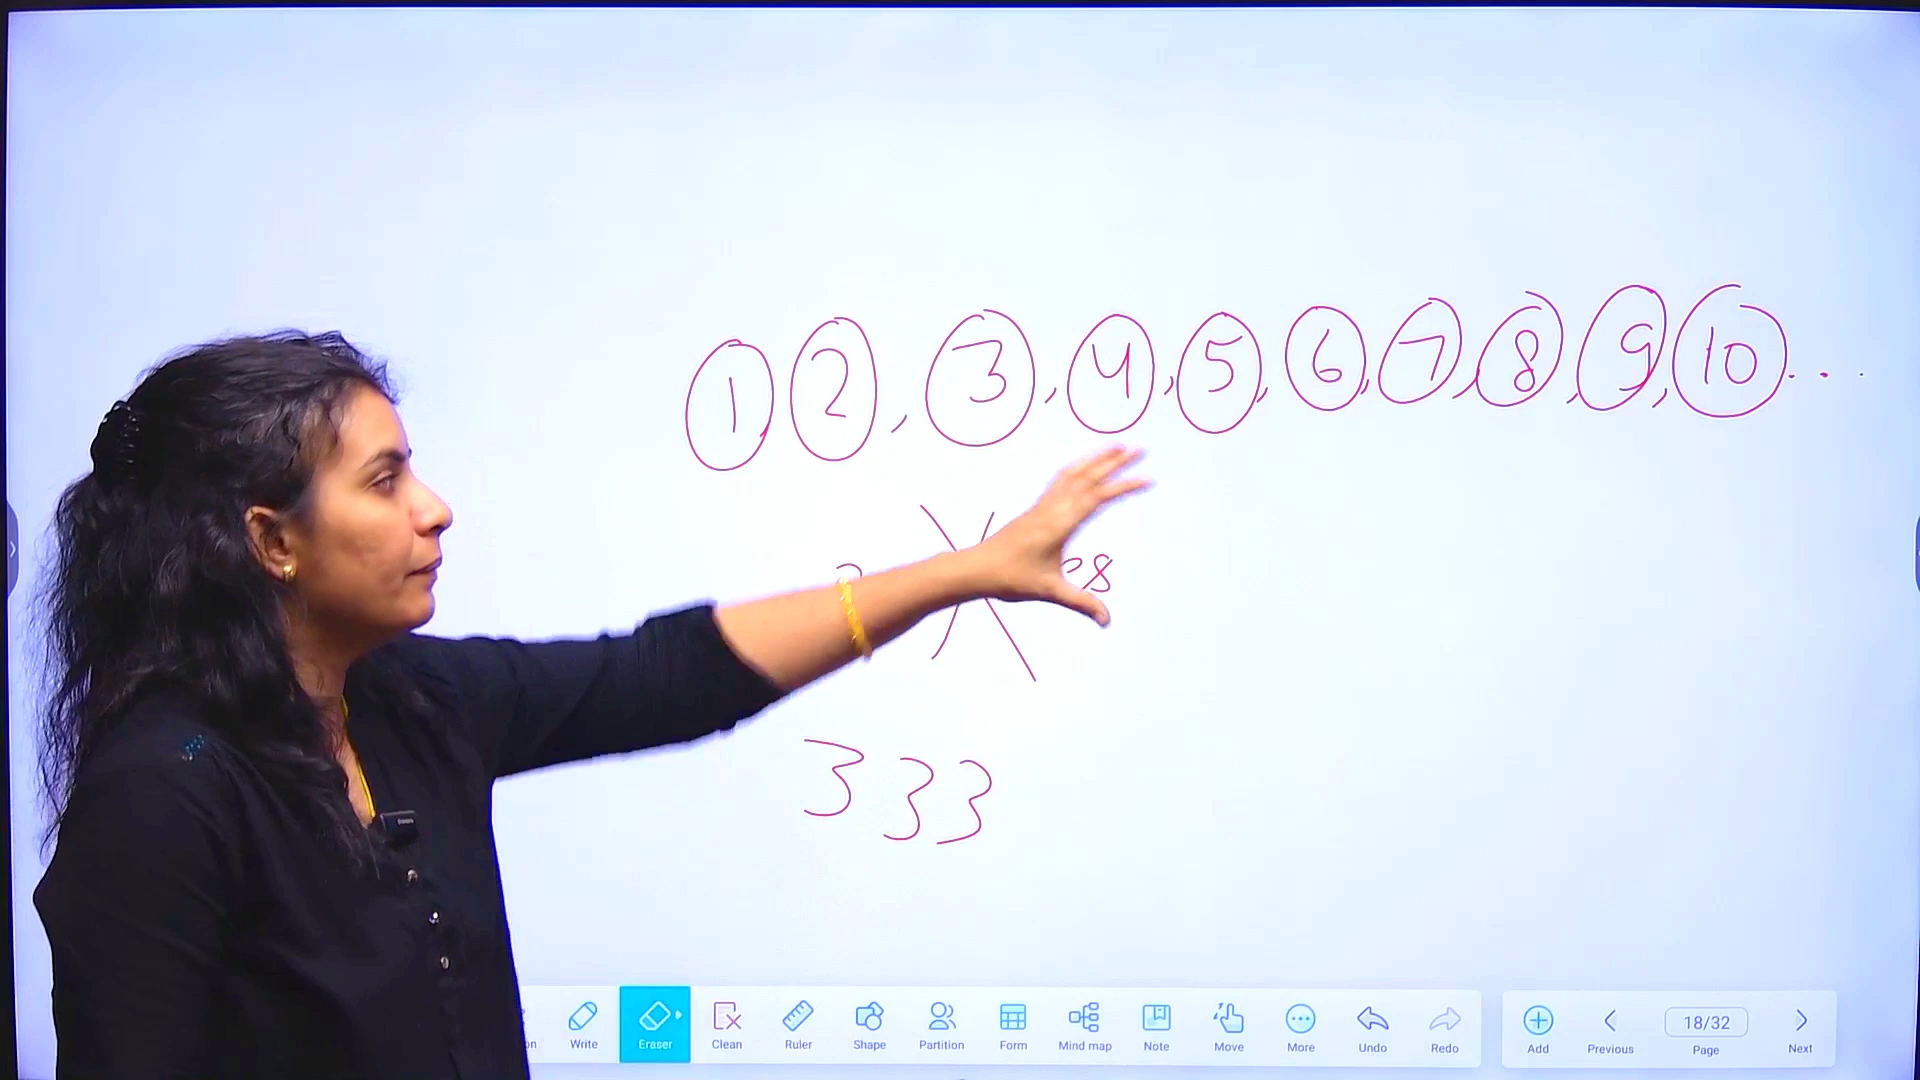 1 2, 3, 4, 5, 6, 7, 8, 9, 10 . . .
333
Write Eraser Clean Ruler Shape Partition Form Mind map Note Move More Undo Redo Add Previous 18/32 Page Next